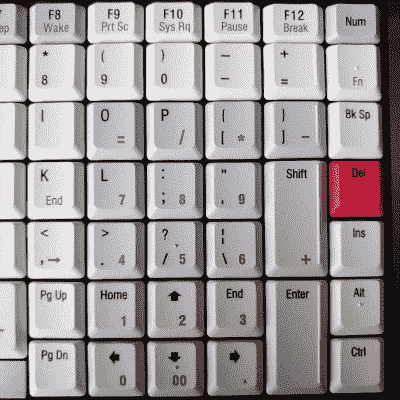 ep F8 Wake F9 Prt Sc F10 Sys Rq F11 Pause F12 Break Num
* 8 ( 9 ) 0 – - + = Fn
I O = P / { [ * } ] – Bk Sp
K End L 7 : ; 8 " ' 9 Shift + Del
< , → > . 4 ? / 5 ¦ \ 6 Ins
Pg Up Home 1 ↑ 2 End 3 Enter Alt
Pg Dn ← 0 ↓ 00 → . Ctrl